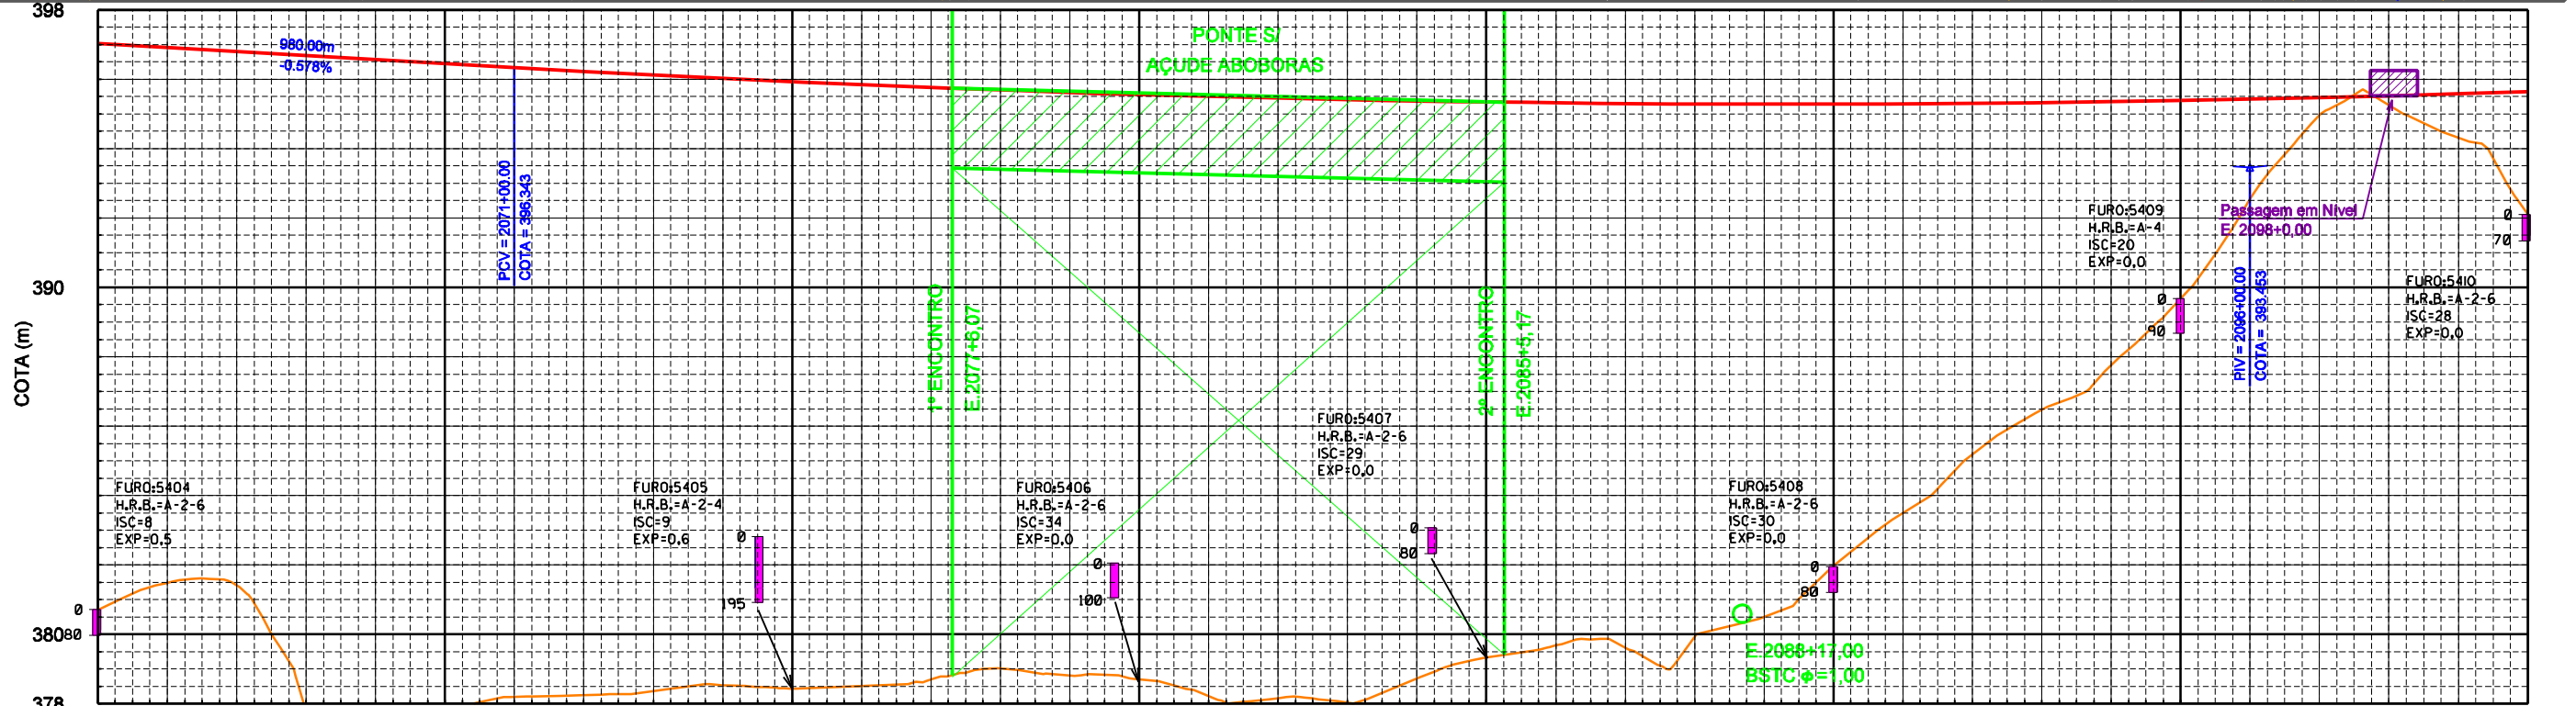 398
980.00m
-0.578%
PONTE S/
AÇUDE ABOBORAS
PCV = 2071+00.00
COTA = 396.343
FURO:5409
H.R.B.=A-4
ISC=20
EXP=0,0
Passagem em Nível
E. 2098+0,00
0
70
390
COTA (m)
1º ENCONTRO
E.2077+6,07
2º ENCONTRO
E.2085+5,17
0
90
PIV = 2096+00.00
COTA = 393.453
FURO:5410
H.R.B.=A-2-6
ISC=28
EXP=0,0
FURO:5407
H.R.B.=A-2-6
ISC=29
EXP=0,0
FURO:5404
H.R.B.=A-2-6
ISC=8
EXP=0,5
FURO:5405
H.R.B.=A-2-4
ISC=9
EXP=0,6
0
195
FURO:5406
H.R.B.=A-2-6
ISC=34
EXP=0,0
0
100
0
80
FURO:5408
H.R.B.=A-2-6
ISC=30
EXP=0,0
0
80
0
80
380
E.2088+17,00
BSTC ф=1,00
378